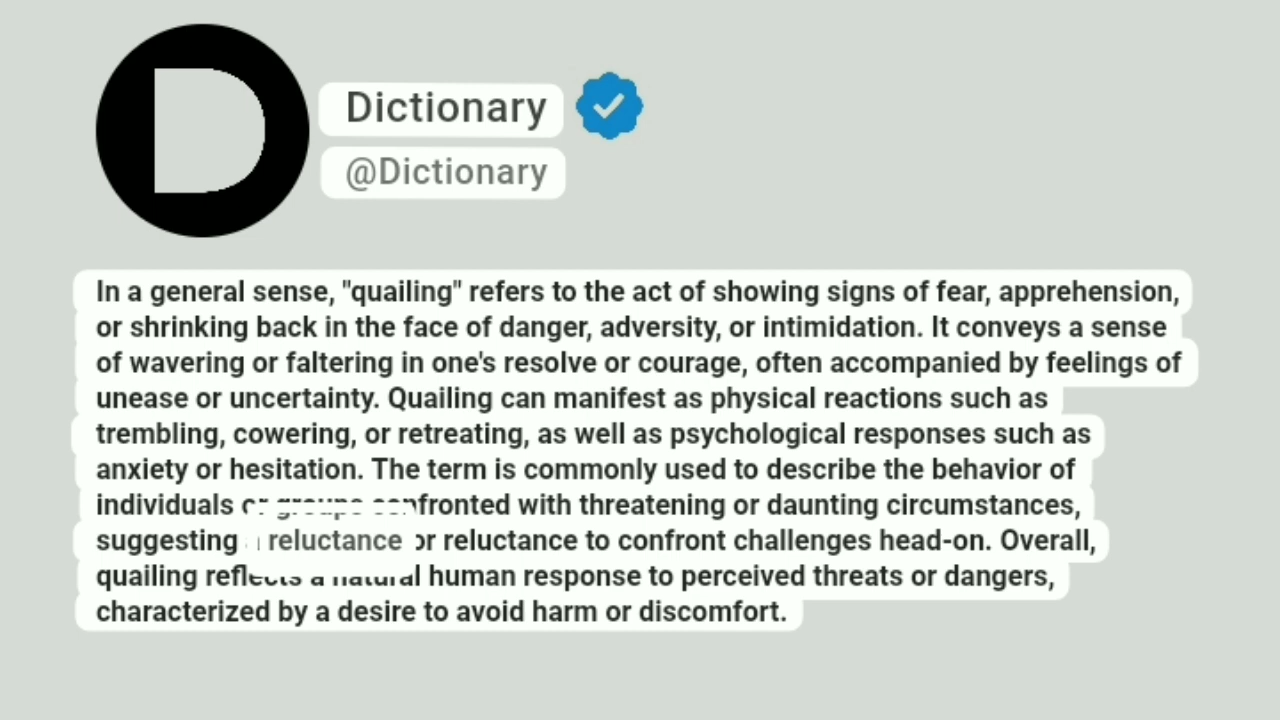 D
Dictionary
@Dictionary
In a general sense, "quailing" refers to the act of showing signs of fear, apprehension,
or shrinking back in the face of danger, adversity, or intimidation. It conveys a sense
of wavering or faltering in one's resolve or courage, often accompanied by feelings of
unease or uncertainty. Quailing can manifest as physical reactions such as
trembling, cowering, or retreating, as well as psychological responses such as
anxiety or hesitation. The term is commonly used to describe the behavior of
individuals or groups confronted with threatening or daunting circumstances,
suggesting reluctance or reluctance to confront challenges head-on. Overall,
quailing reflects a natural human response to perceived threats or dangers,
characterized by a desire to avoid harm or discomfort.